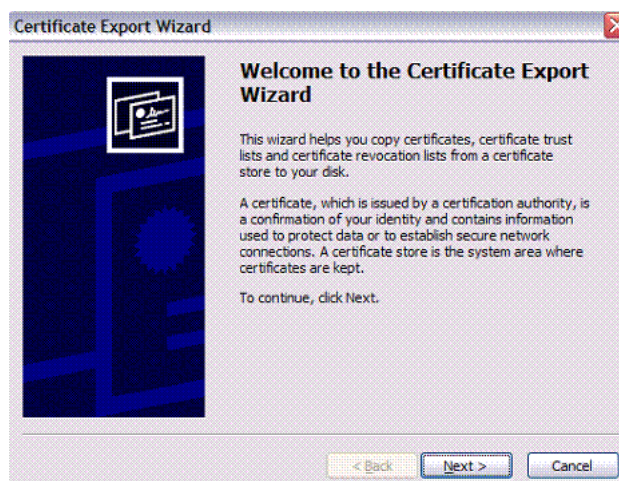 Certificate Export Wizard
Welcome to the Certificate Export
Wizard
This wizard helps you copy certificates, certificate trust
lists and certificate revocation lists from a certificate
store to your disk.
A certificate, which is issued by a certification authority, is
a confirmation of your identity and contains information
used to protect data or to establish secure network
connections. A certificate store is the system area where
certificates are kept.
To continue, click Next.
< Back Next > Cancel